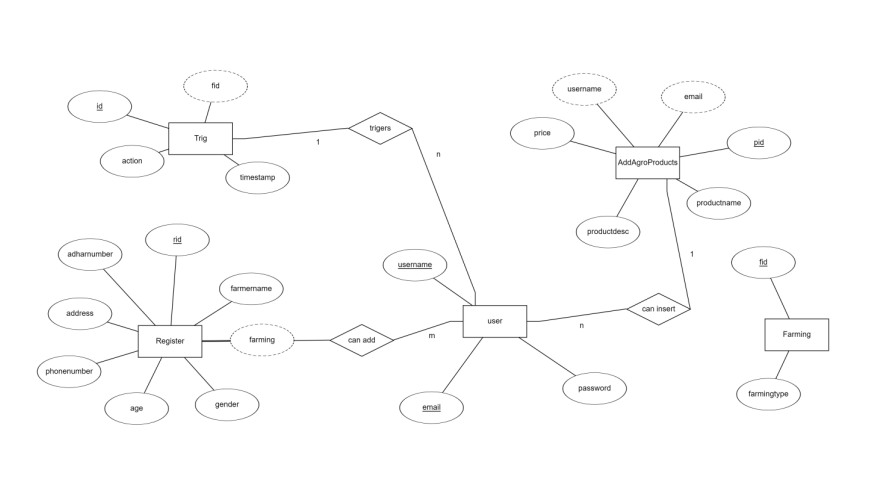 fid
username
email
id
Trig
trigers
1
n
price
pid
action
AddAgroProducts
timestamp
productname
productdesc
rid
adharnumber
1
username
fid
farmername
address
can insert
user
n
m
Register
farming
can add
Farming
phonenumber
password
farmingtype
age
gender
email